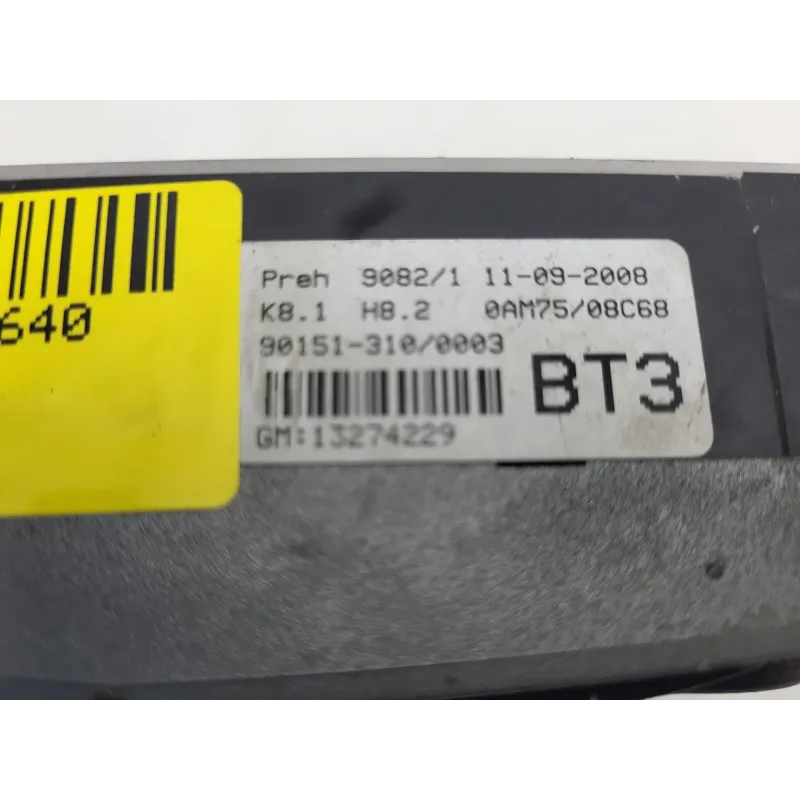 640
Preh 9082/1 11-09-2008
K8.1 H8.2 0AM75/08C68
90151-310/0003
BT3
GM:13274229